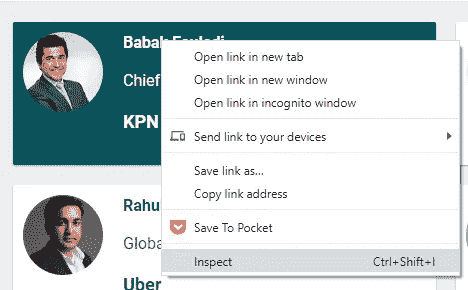 Babak
Chief
KPN
Open link in new tab
Open link in new window
Open link in incognito window
Send link to your devices
Save link as...
Copy link address
Save To Pocket
Inspect Ctrl+Shift+I
Rahu
Globa
Uber